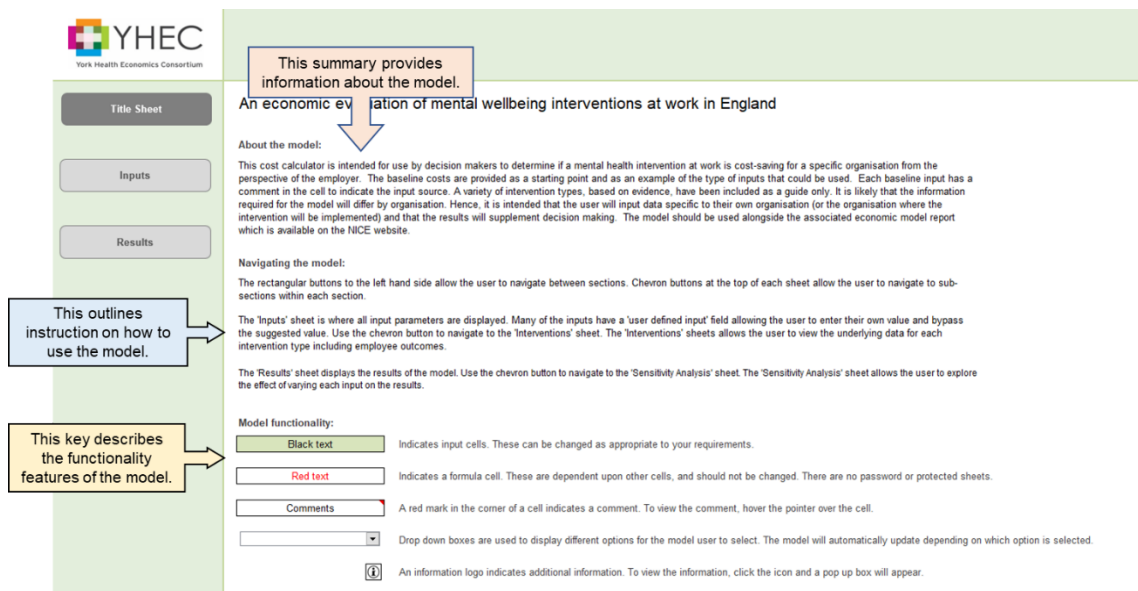 YHEC
York Health Economics Consortium
This summary provides
information about the model.
Title Sheet
Inputs
Results
An economic ev ation of mental wellbeing interventions at work in England
About the model:
This cost calculator is intended for use by decision makers to determine if a mental health intervention at work is cost-saving for a specific organisation from the
perspective of the employer. The baseline costs are provided as a starting point and as an example of the type of inputs that could be used. Each baseline input has a
comment in the cell to indicate the input source. A variety of intervention types, based on evidence, have been included as a guide only. It is likely that the information
required for the model will differ by organisation. Hence, it is intended that the user will input data specific to their own organisation (or the organisation where the
intervention will be implemented) and that the results will supplement decision making. The model should be used alongside the associated economic model report
which is available on the NICE website.
Navigating the model:
The rectangular buttons to the left hand side allow the user to navigate between sections. Chevron buttons at the top of each sheet allow the user to navigate to sub-
sections within each section.
This outlines
instruction on how to
use the model.
The 'Inputs' sheet is where all input parameters are displayed. Many of the inputs have a 'user defined input' field allowing the user to enter their own value and bypass
the suggested value. Use the chevron button to navigate to the 'Interventions' sheet. The 'Interventions' sheets allows the user to view the underlying data for each
intervention type including employee outcomes.
The 'Results' sheet displays the results of the model. Use the chevron button to navigate to the 'Sensitivity Analysis' sheet. The 'Sensitivity Analysis' sheet allows the user to explore
the effect of varying each input on the results.
This key describes
the functionality
features of the model.
Model functionality:
Black text
Indicates input cells. These can be changed as appropriate to your requirements.
Red text
Indicates a formula cell. These are dependent upon other cells, and should not be changed. There are no password or protected sheets.
Comments
A red mark in the corner of a cell indicates a comment. To view the comment, hover the pointer over the cell.
Drop down boxes are used to display different options for the model user to select. The model will automatically update depending on which option is selected.
An information logo indicates additional information. To view the information, click the icon and a pop up box will appear.